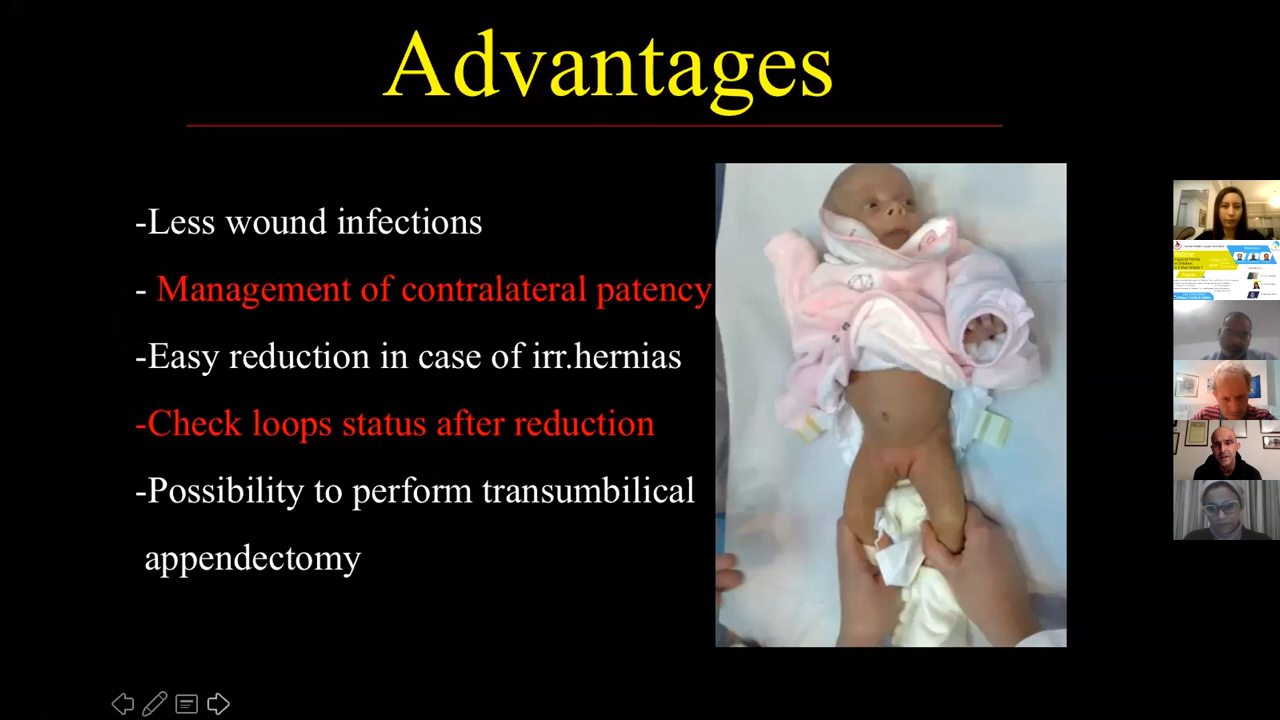 Advantages
-Less wound infections
- Management of contralateral patency
-Easy reduction in case of irr.hernias
-Check loops status after reduction
-Possibility to perform transumbilical
appendectomy